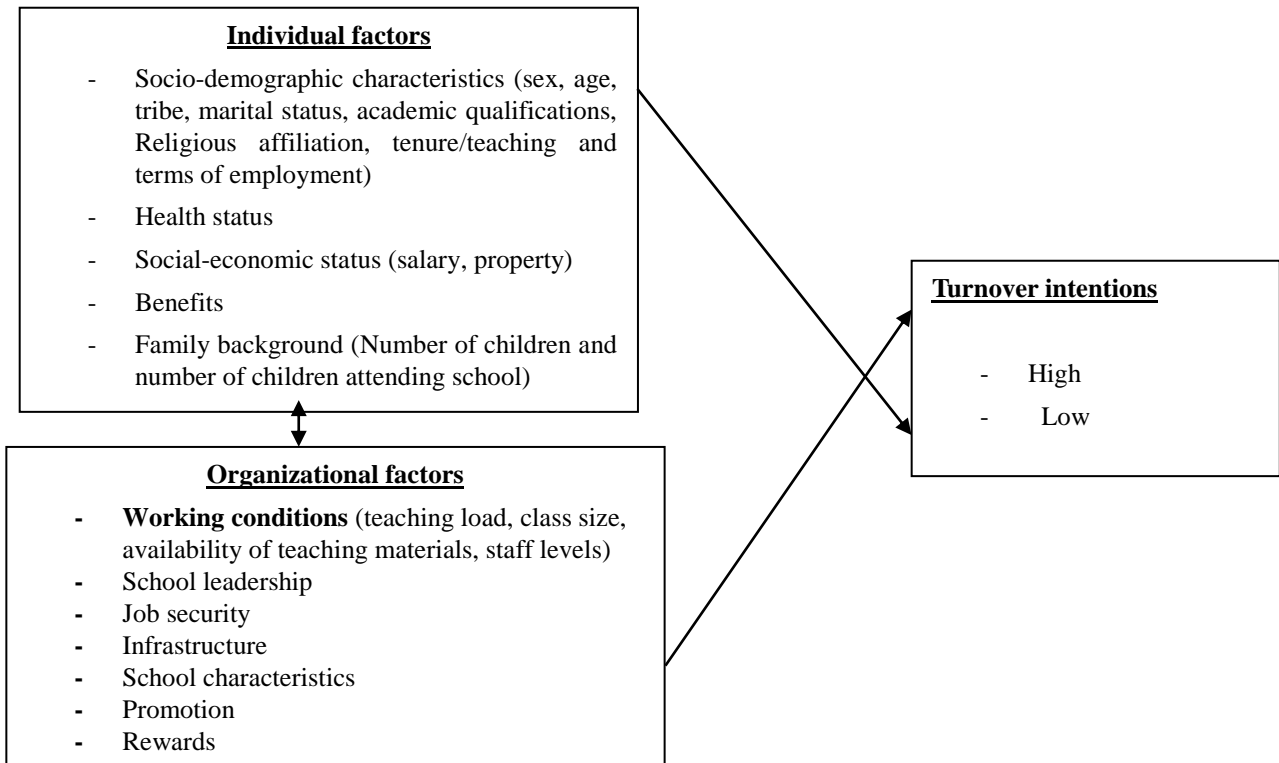 Individual factors
- Socio-demographic characteristics (sex, age,
tribe, marital status, academic qualifications,
Religious affiliation, tenure/teaching and
terms of employment)
- Health status
- Social-economic status (salary, property)
- Benefits
- Family background (Number of children and
number of children attending school)
Organizational factors
- Working conditions (teaching load, class size,
availability of teaching materials, staff levels)
- School leadership
- Job security
- Infrastructure
- School characteristics
- Promotion
- Rewards
Turnover intentions
- High
- Low